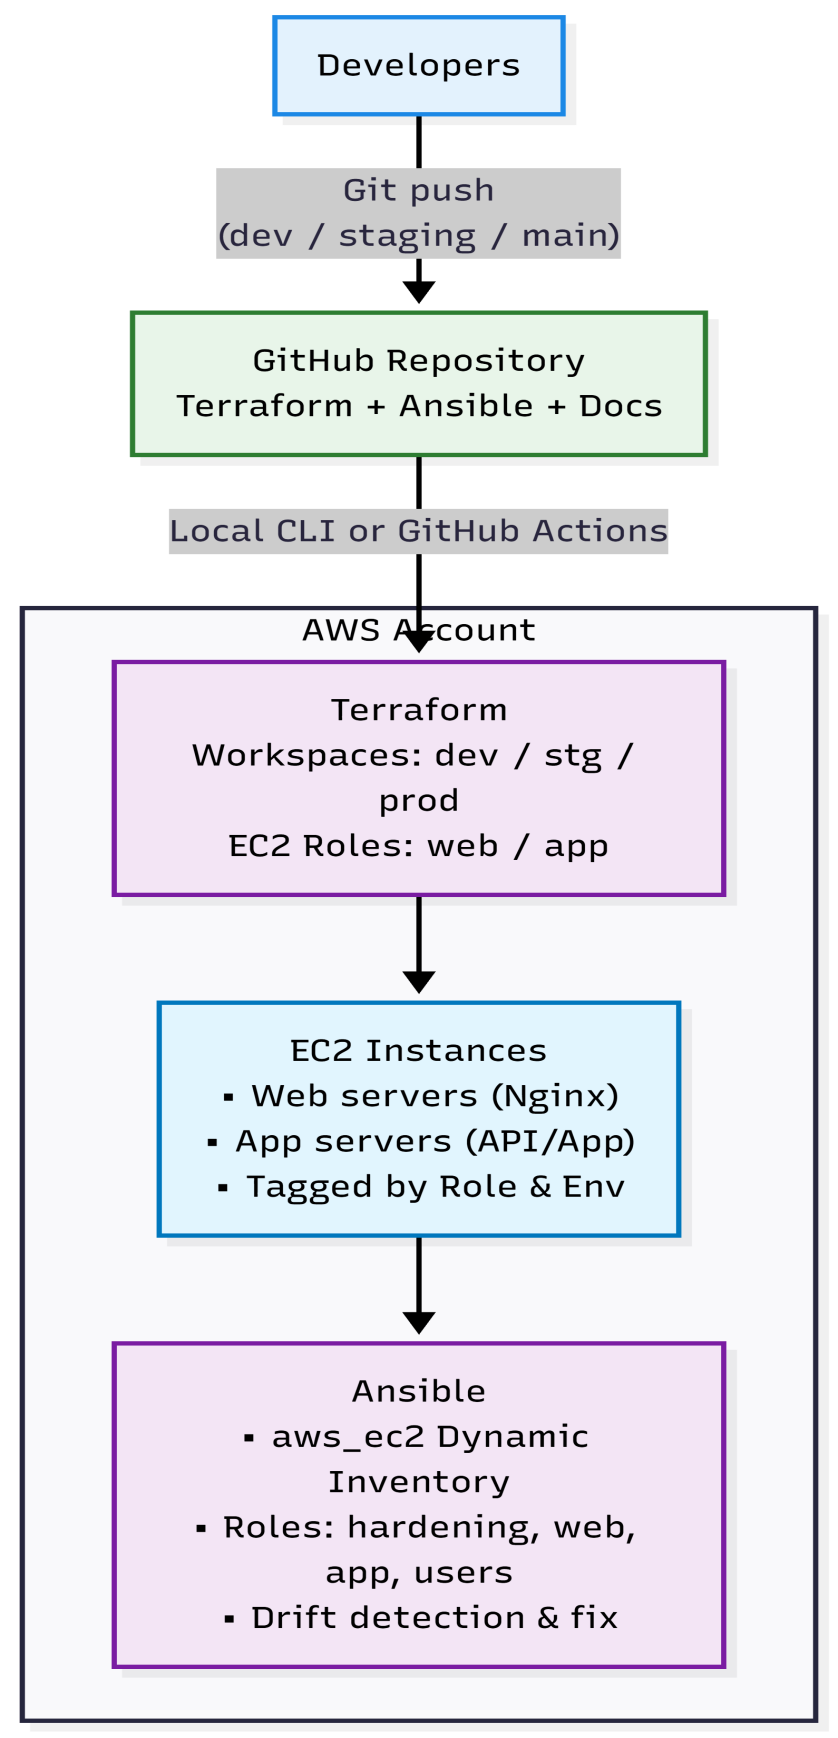 Developers
Git push
(dev / staging / main)
GitHub Repository
Terraform + Ansible + Docs
Local CLI or GitHub Actions
AWS Account
Terraform
Workspaces: dev / stg /
prod
EC2 Roles: web / app
EC2 Instances
▪ Web servers (Nginx)
▪ App servers (API/App)
▪ Tagged by Role & Env
Ansible
▪ aws_ec2 Dynamic
Inventory
▪ Roles: hardening, web,
app, users
▪ Drift detection & fix